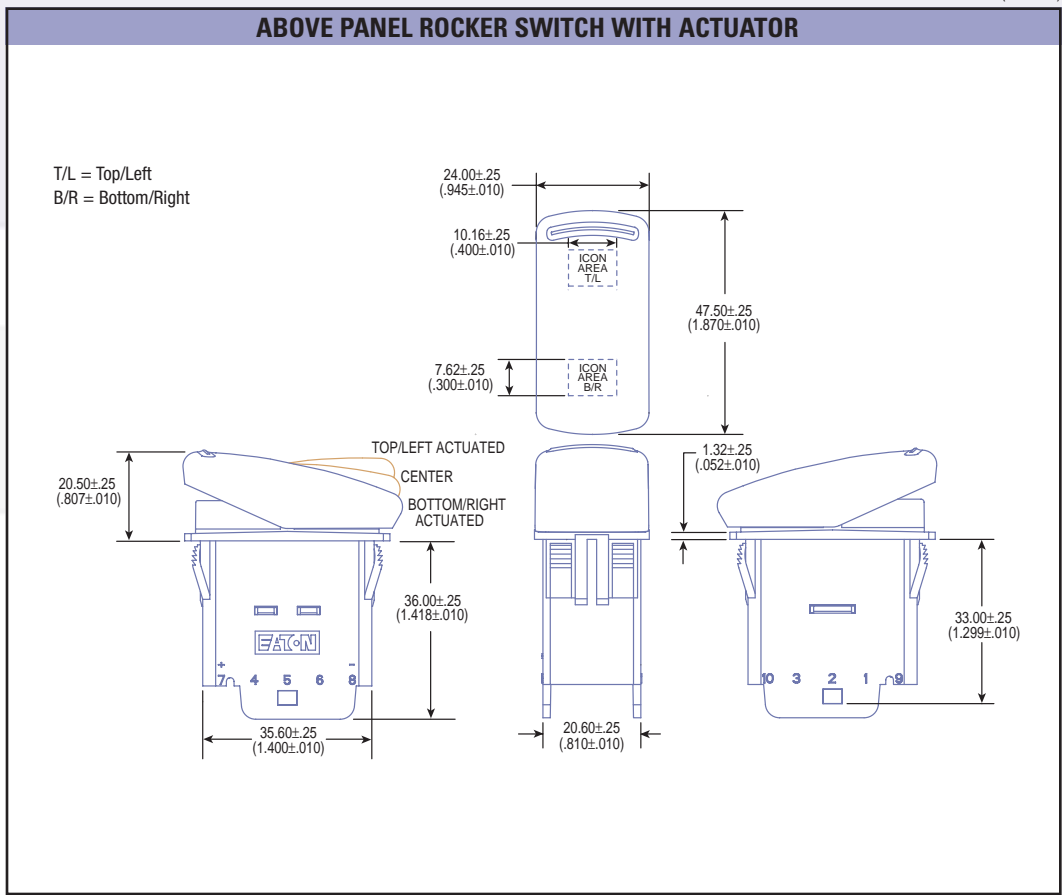 ABOVE PANEL ROCKER SWITCH WITH ACTUATOR
T/L = Top/Left
B/R = Bottom/Right
24.00±.25
(.945±.010)
10.16±.25
(.400±.010)
ICON
AREA
T/L
47.50±.25
(1.870±.010)
7.62±.25
(.300±.010)
ICON
AREA
B/R
TOP/LEFT ACTUATED
CENTER
BOTTOM/RIGHT
ACTUATED
20.50±.25
(.807±.010)
1.32±.25
(.052±.010)
36.00±.25
(1.418±.010)
33.00±.25
(1.299±.010)
EATON
+ -
7 4 5 6 8
10 3 2 1 9
35.60±.25
(1.400±.010)
20.60±.25
(.810±.010)